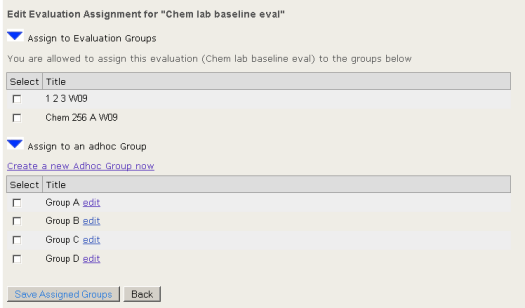 Edit Evaluation Assignment for "Chem lab baseline eval"
Assign to Evaluation Groups
You are allowed to assign this evaluation (Chem lab baseline eval) to the groups below
Select Title
1 2 3 W09
Chem 256 A W09
Assign to an adhoc Group
Create a new Adhoc Group now
Select Title
Group A edit
Group B edit
Group C edit
Group D edit
Save Assigned Groups Back